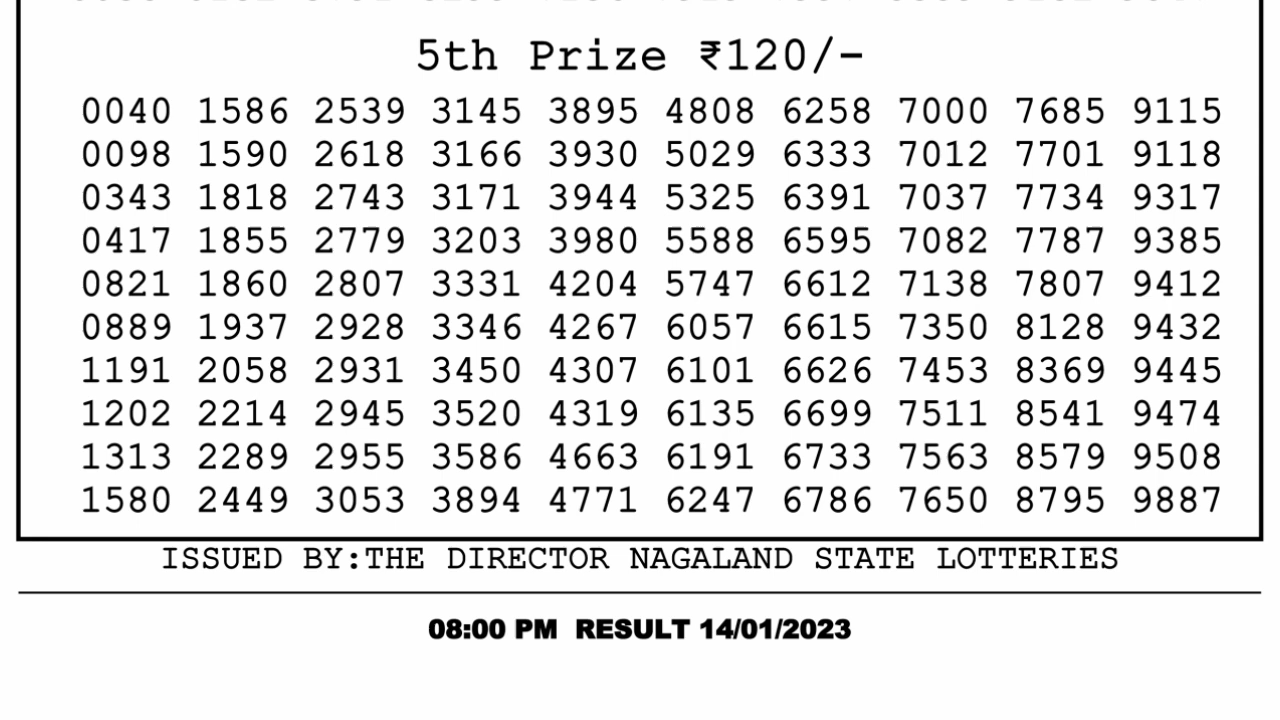 5th Prize ₹120/-
0040 1586 2539 3145 3895 4808 6258 7000 7685 9115
0098 1590 2618 3166 3930 5029 6333 7012 7701 9118
0343 1818 2743 3171 3944 5325 6391 7037 7734 9317
0417 1855 2779 3203 3980 5588 6595 7082 7787 9385
0821 1860 2807 3331 4204 5747 6612 7138 7807 9412
0889 1937 2928 3346 4267 6057 6615 7350 8128 9432
1191 2058 2931 3450 4307 6101 6626 7453 8369 9445
1202 2214 2945 3520 4319 6135 6699 7511 8541 9474
1313 2289 2955 3586 4663 6191 6733 7563 8579 9508
1580 2449 3053 3894 4771 6247 6786 7650 8795 9887
ISSUED BY:THE DIRECTOR NAGALAND STATE LOTTERIES
08:00 PM RESULT 14/01/2023